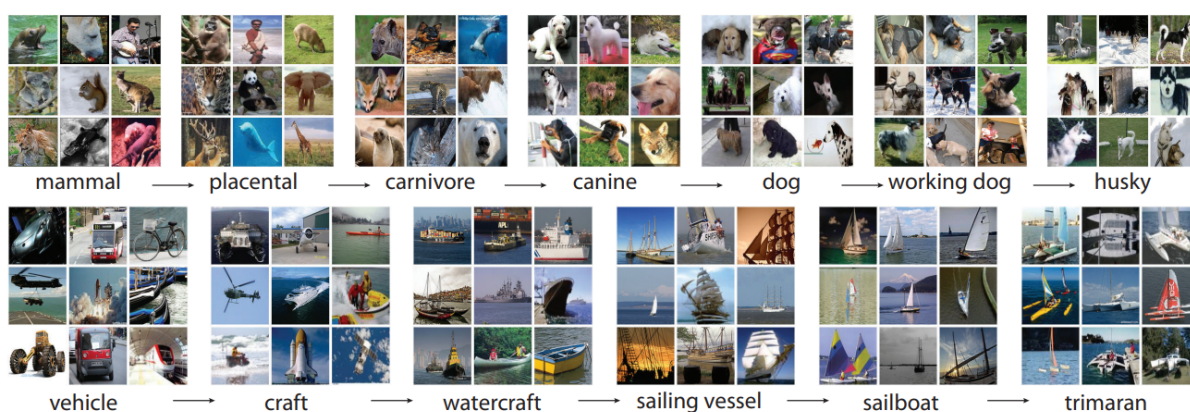 mammal → placental → carnivore → canine → dog → working dog → husky
vehicle → craft → watercraft → sailing vessel → sailboat → trimaran